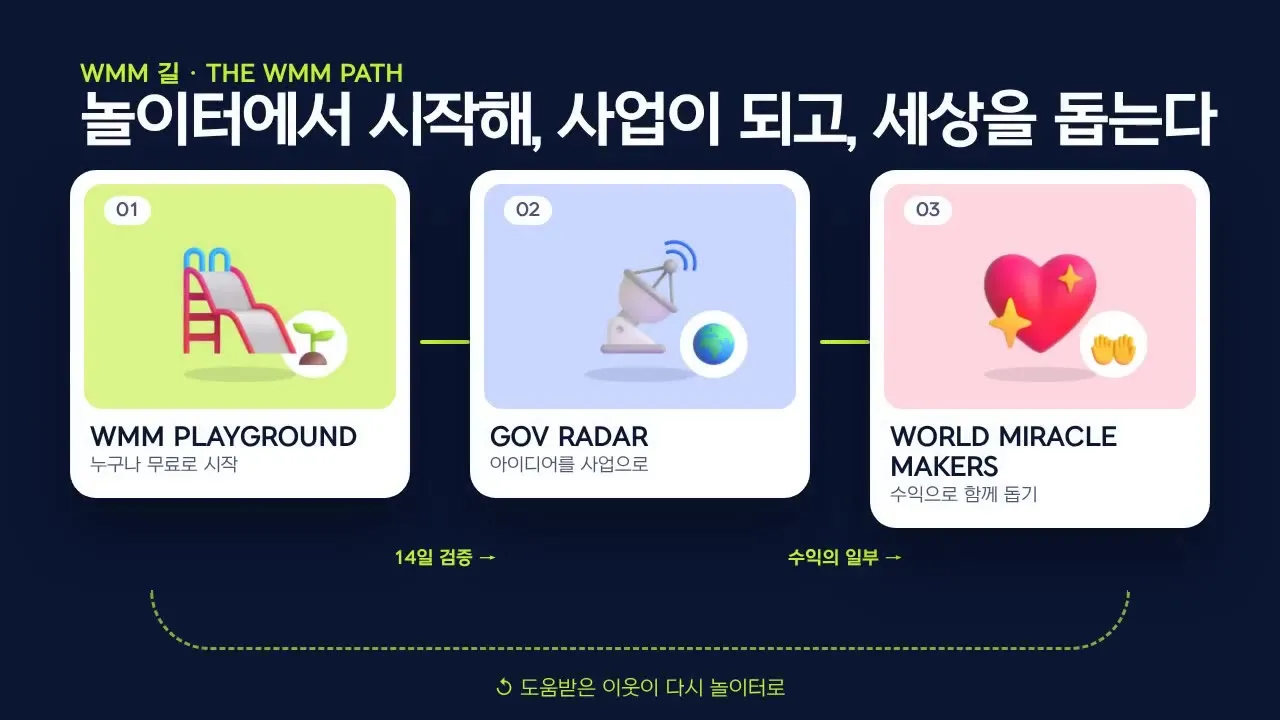 WMM 길 · THE WMM PATH
놀이터에서 시작해, 사업이 되고, 세상을 돕는다
01
WMM PLAYGROUND
누구나 무료로 시작
02
GOV RADAR
아이디어를 사업으로
03
WORLD MIRACLE
MAKERS
수익으로 함께 돕기
14일 검증 →
수익의 일부 →
↺ 도움받은 이웃이 다시 놀이터로